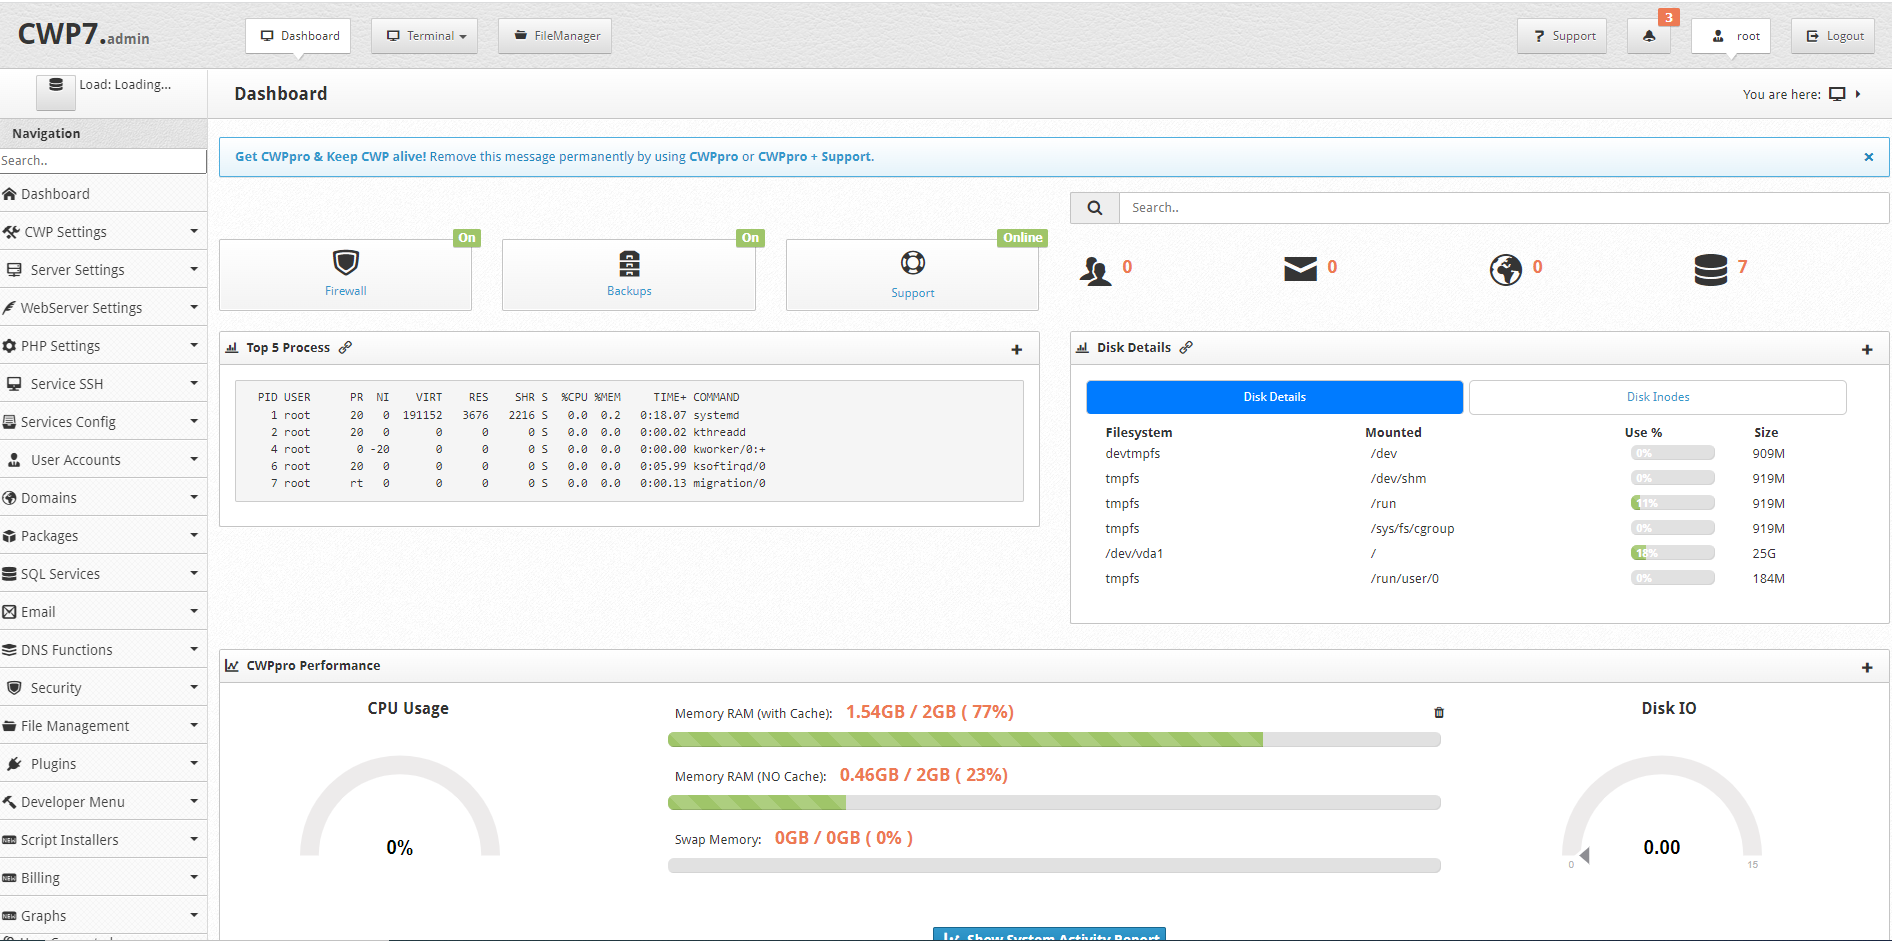 CWP7.admin
Dashboard
Terminal
FileManager
Support
3
root
Logout
Load: Loading...
Dashboard
You are here:
Navigation
Search..
Dashboard
CWP Settings
Server Settings
WebServer Settings
PHP Settings
Service SSH
Services Config
User Accounts
Domains
Packages
SQL Services
Email
DNS Functions
Security
File Management
Plugins
Developer Menu
NEW Script Installers
NEW Billing
NEW Graphs
Get CWPpro & Keep CWP alive! Remove this message permanently by using CWPpro or CWPpro + Support.
×
Search..
On
Firewall
On
Backups
Online
Support
0
0
0
7
Top 5 Process
PID USER PR NI VIRT RES SHR S %CPU %MEM TIME+ COMMAND
1 root 20 0 191152 3676 2216 S 0.0 0.2 0:18.07 systemd
2 root 20 0 0 0 0 S 0.0 0.0 0:00.02 kthreadd
4 root 0 -20 0 0 0 S 0.0 0.0 0:00.00 kworker/0:+
6 root 20 0 0 0 0 S 0.0 0.0 0:05.99 ksoftirqd/0
7 root rt 0 0 0 0 S 0.0 0.0 0:00.13 migration/0
Disk Details
Disk Details
Disk Inodes
Filesystem Mounted Use % Size
devtmpfs /dev 0% 909M
tmpfs /dev/shm 0% 919M
tmpfs /run 11% 919M
tmpfs /sys/fs/cgroup 0% 919M
/dev/vda1 / 18% 25G
tmpfs /run/user/0 0% 184M
CWPpro Performance
CPU Usage
0%
Memory RAM (with Cache): 1.54GB / 2GB ( 77%)
Memory RAM (NO Cache): 0.46GB / 2GB ( 23%)
Swap Memory: 0GB / 0GB ( 0% )
Disk IO
0.00
0
15
Show System Activity Report